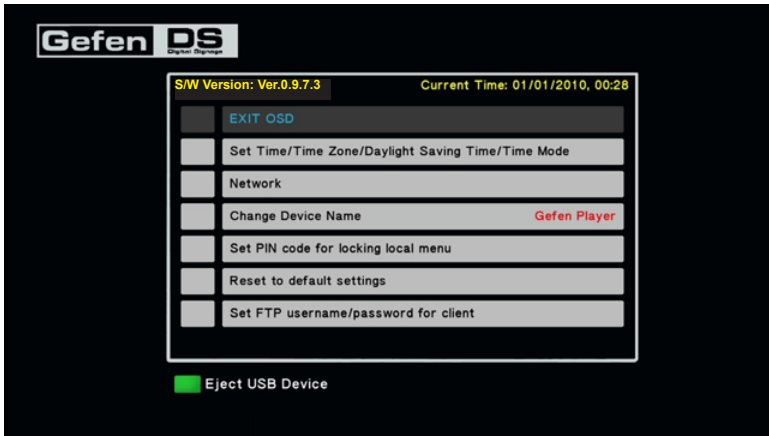 Gefen DS
Digital Signage
S/W Version: Ver.0.9.7.3 Current Time: 01/01/2010, 00:28
EXIT OSD
Set Time/Time Zone/Daylight Saving Time/Time Mode
Network
Change Device Name Gefen Player
Set PIN code for locking local menu
Reset to default settings
Set FTP username/password for client
Eject USB Device